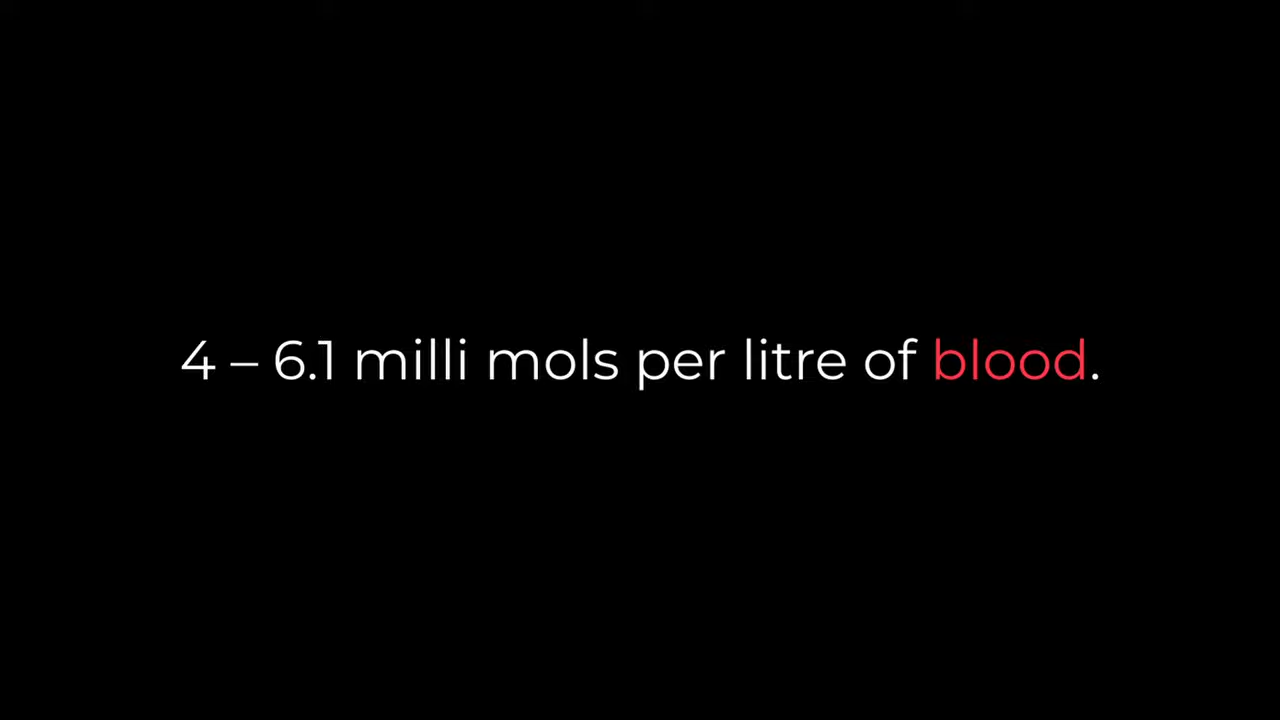 4 – 6.1 milli mols per litre of blood.